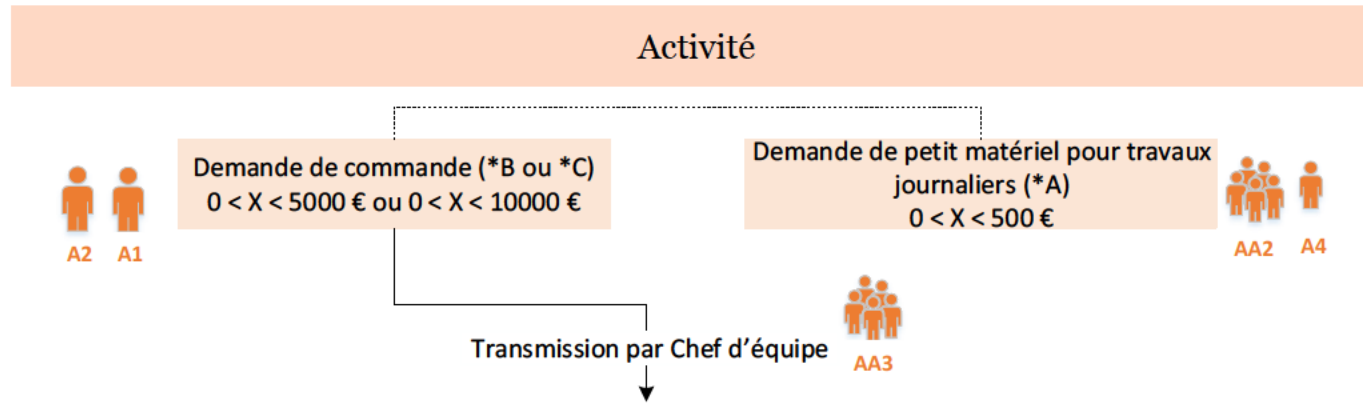 Activité
Demande de commande (*B ou *C)
0 < X < 5000 € ou 0 < X < 10000 €
A2
A1
Demande de petit matériel pour travaux
journaliers (*A)
0 < X < 500 €
AA2
A4
Transmission par Chef d’équipe
AA3